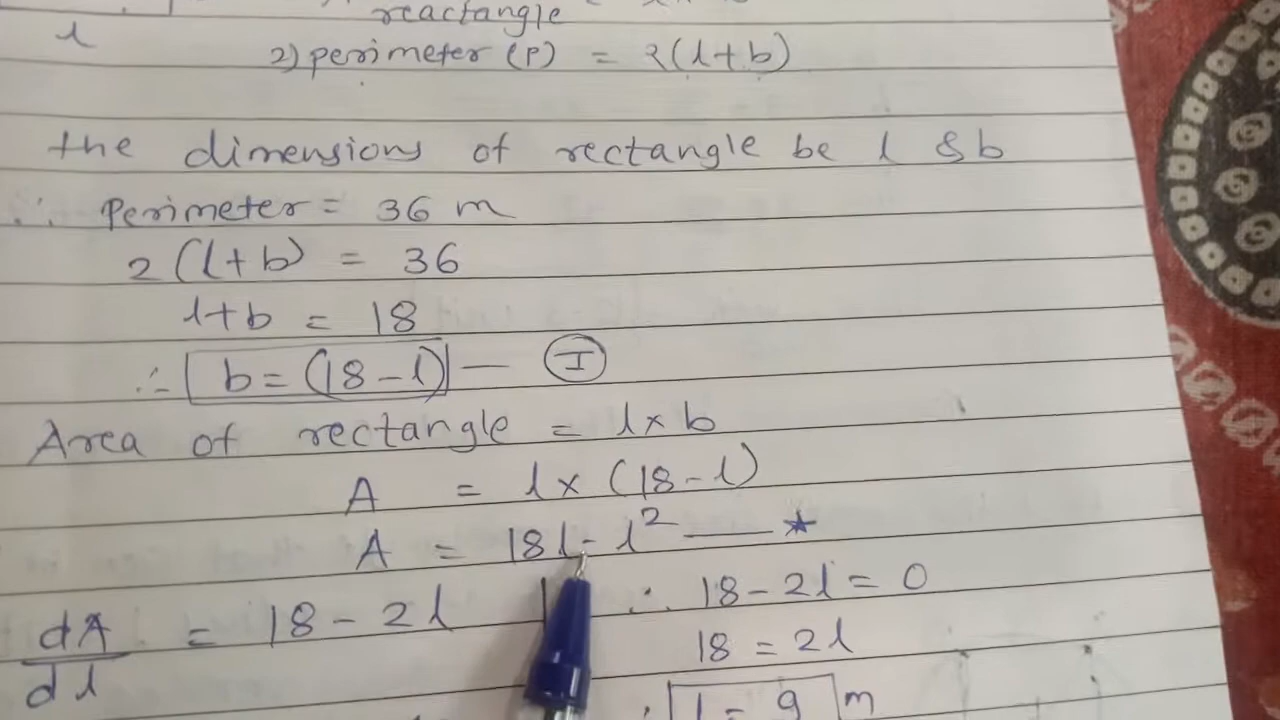 reactangle
l
2) perimeter (P) = 2(l+b)
the dimensions of rectangle be l & b
∴ Perimeter = 36 m
2(l+b) = 36
l+b = 18
∴ b = (18-l) — I
Area of rectangle = l×b
A = l×(18-l)
A = 18l - l² — ★
dA/dl = 18-2l
∴ 18-2l = 0
18 = 2l
∴ l = 9 m